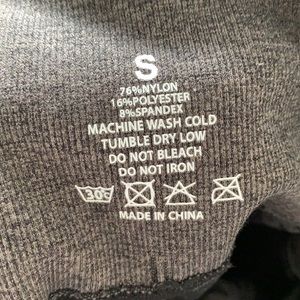 S
76%NYLON
16%POLYESTER
8%SPANDEX
MACHINE WASH COLD
TUMBLE DRY LOW
DO NOT BLEACH
DO NOT IRON
30°
MADE IN CHINA